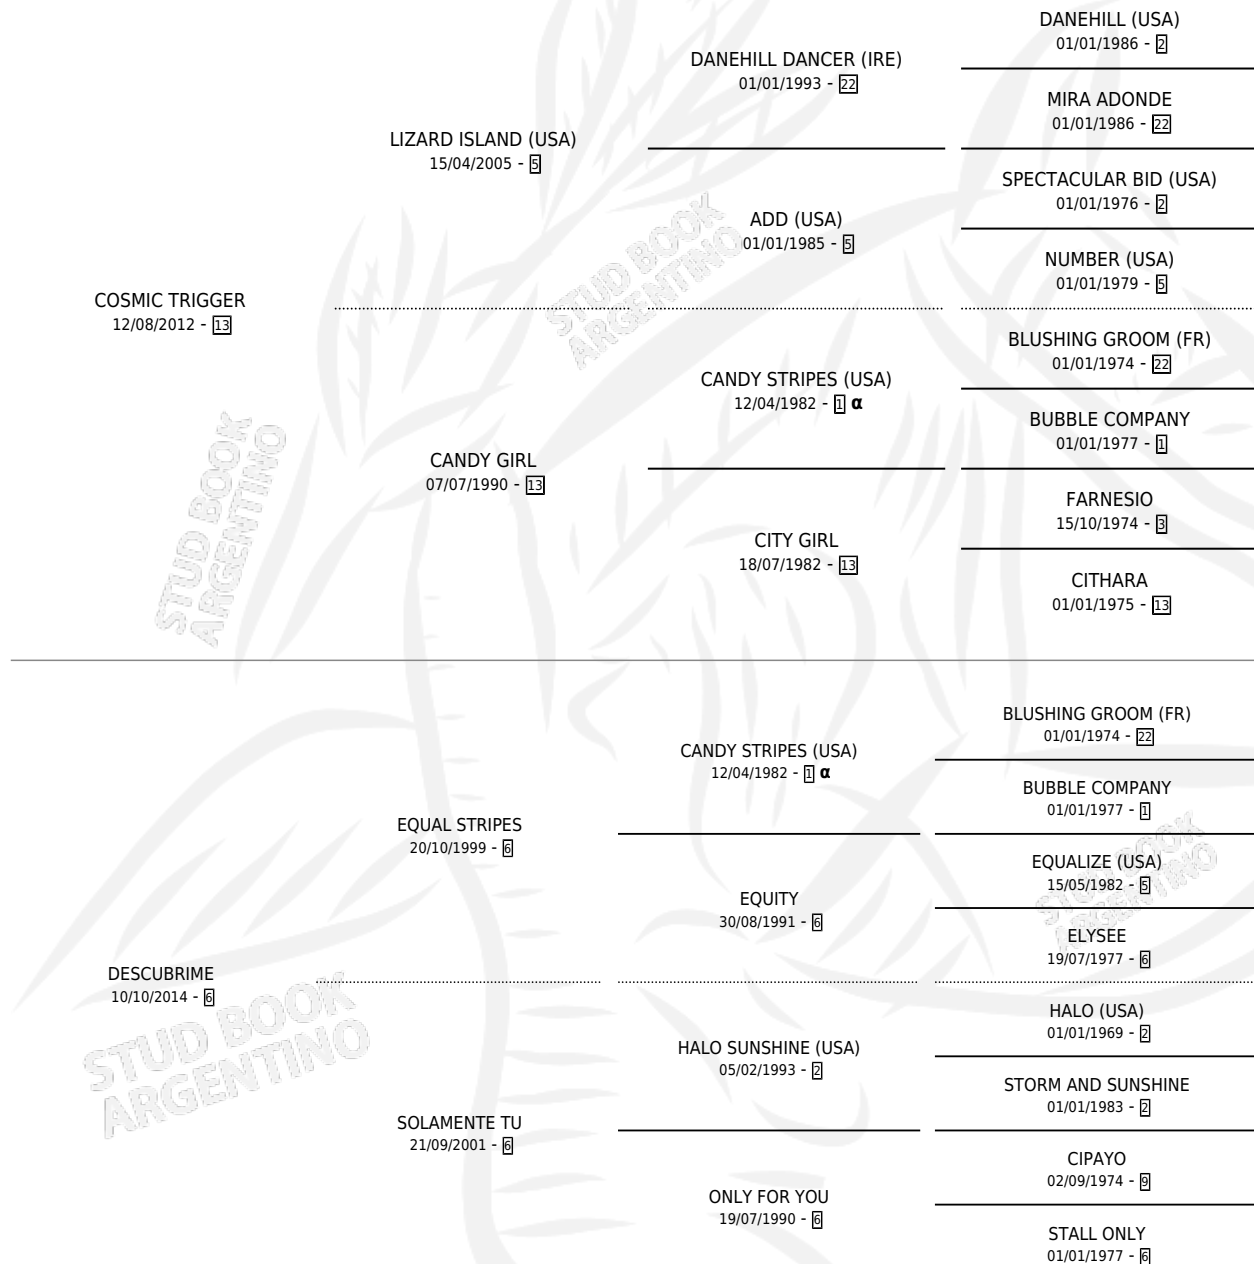 COSMIC TRIGGER
12/08/2012 - 13
LIZARD ISLAND (USA)
15/04/2005 - 5
CANDY GIRL
07/07/1990 - 13
DANEHILL DANCER (IRE)
01/01/1993 - 22
ADD (USA)
01/01/1985 - 5
CANDY STRIPES (USA)
12/04/1982 - 1 α
CITY GIRL
18/07/1982 - 13
DANEHILL (USA)
01/01/1986 - 2
MIRA ADONDE
01/01/1986 - 22
SPECTACULAR BID (USA)
01/01/1976 - 2
NUMBER (USA)
01/01/1979 - 5
BLUSHING GROOM (FR)
01/01/1974 - 22
BUBBLE COMPANY
01/01/1977 - 1
FARNESIO
15/10/1974 - 3
CITHARA
01/01/1975 - 13
STUD BOOK
ARGENTINO
STUD BOOK
ARGENTINO
DESCUBRIME
10/10/2014 - 6
EQUAL STRIPES
20/10/1999 - 6
SOLAMENTE TU
21/09/2001 - 6
CANDY STRIPES (USA)
12/04/1982 - 1 α
EQUITY
30/08/1991 - 6
HALO SUNSHINE (USA)
05/02/1993 - 2
ONLY FOR YOU
19/07/1990 - 6
BLUSHING GROOM (FR)
01/01/1974 - 22
BUBBLE COMPANY
01/01/1977 - 1
EQUALIZE (USA)
15/05/1982 - 5
ELYSEE
19/07/1977 - 6
HALO (USA)
01/01/1969 - 2
STORM AND SUNSHINE
01/01/1983 - 2
CIPAYO
02/09/1974 - 9
STALL ONLY
01/01/1977 - 6
STUD BOOK
ARGENTINO
STUD BOOK
ARGENTINO